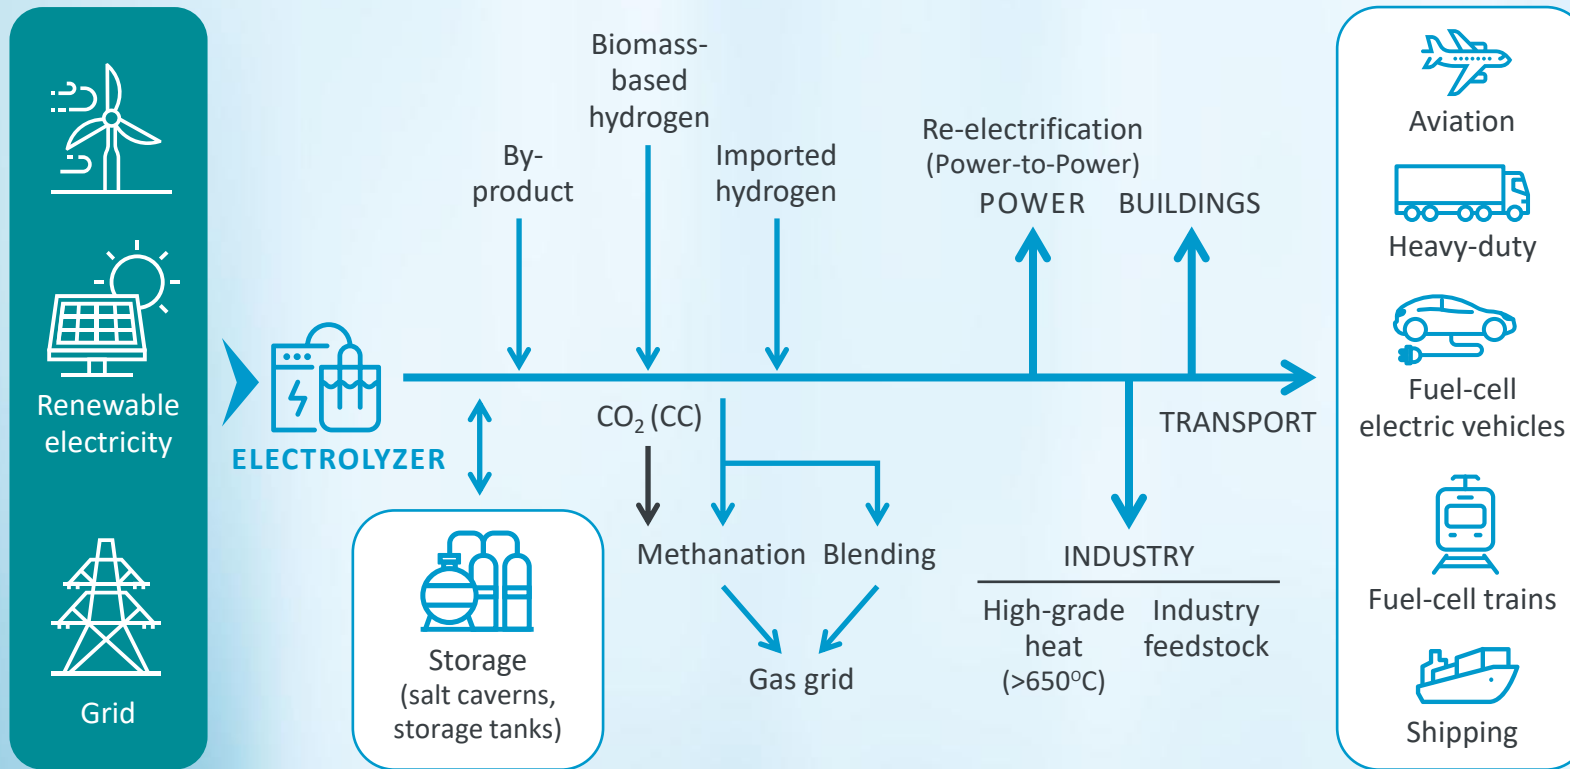 Renewable
electricity
Grid
ELECTROLYZER
By-
product
Biomass-
based
hydrogen
Imported
hydrogen
Storage
(salt caverns,
storage tanks)
CO₂ (CC)
Methanation
Blending
Gas grid
Re-electrification
(Power-to-Power)
POWER
BUILDINGS
TRANSPORT
INDUSTRY
High-grade
heat
(>650°C)
Industry
feedstock
Aviation
Heavy-duty
Fuel-cell
electric vehicles
Fuel-cell trains
Shipping